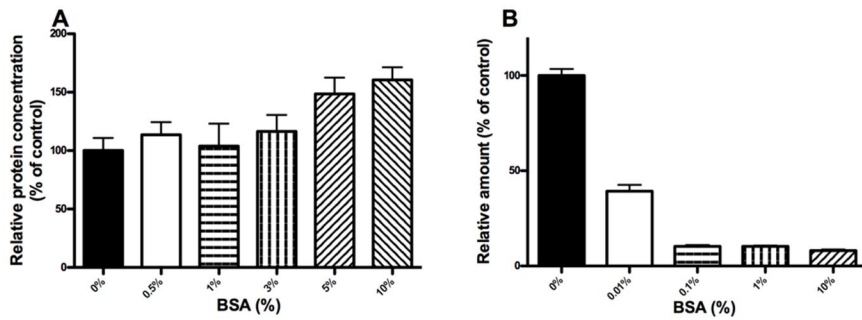 A
Relative protein concentration
(% of control)
200
150
100
50
0
0%
0.5%
1%
3%
5%
10%
BSA (%)
B
Relative amount (% of control)
100
50
0
0%
0.01%
0.1%
1%
10%
BSA (%)